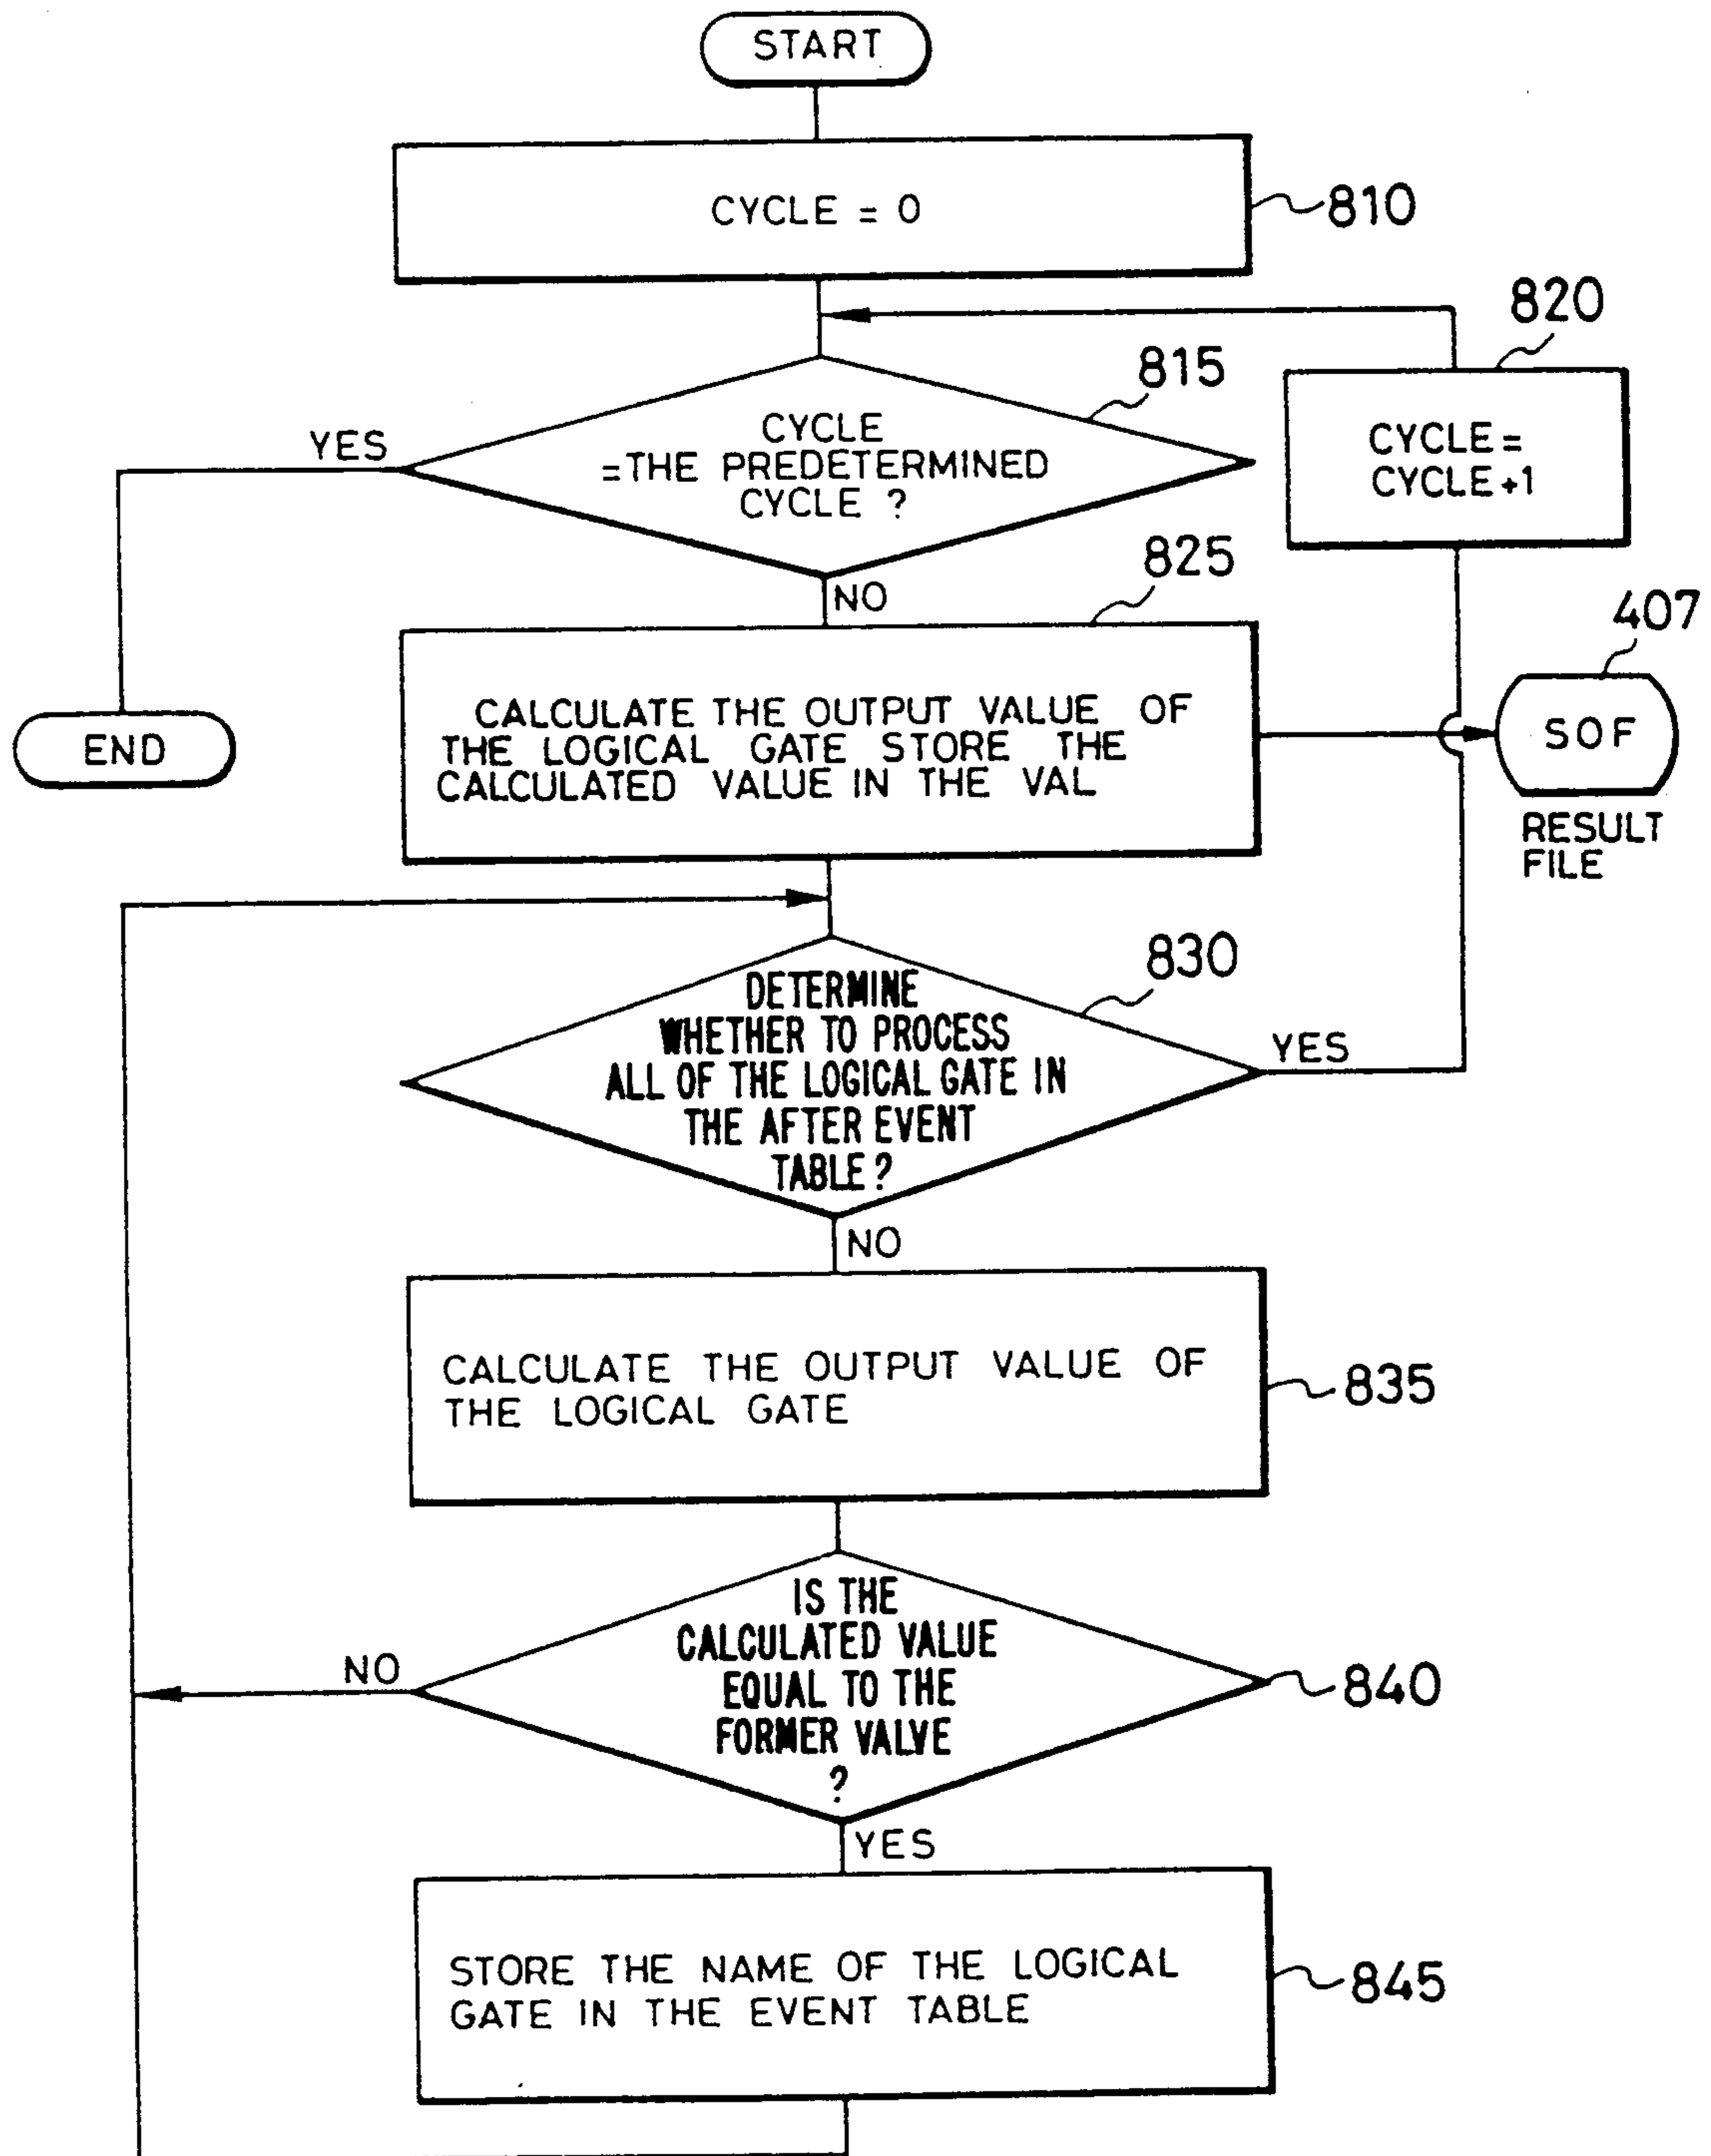 START
CYCLE = 0
810
820
815
CYCLE
=THE PREDETERMINED
CYCLE ?
YES
CYCLE =
CYCLE +1
NO
825
407
CALCULATE THE OUTPUT VALUE OF
THE LOGICAL GATE STORE THE
CALCULATED VALUE IN THE VAL
END
SOF
RESULT
FILE
830
DETERMINE
WHETHER TO PROCESS
ALL OF THE LOGICAL GATE IN
THE AFTER EVENT
TABLE?
YES
NO
CALCULATE THE OUTPUT VALUE OF
THE LOGICAL GATE
835
IS THE
CALCULATED VALUE
EQUAL TO THE
FORMER VALVE
?
NO
840
YES
STORE THE NAME OF THE LOGICAL
GATE IN THE EVENT TABLE
845